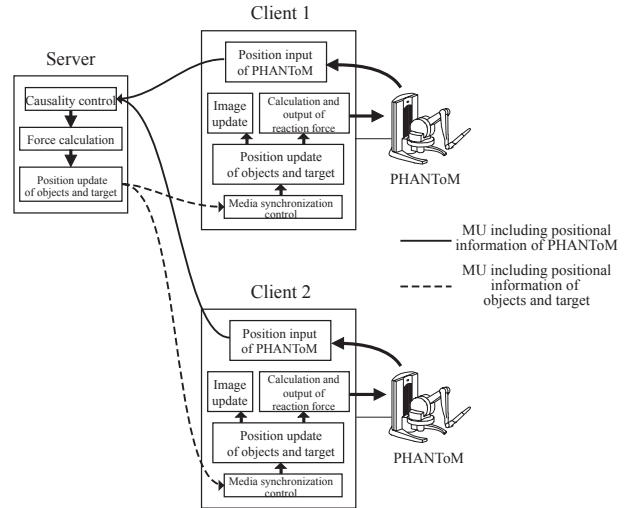 Server
Causality control
Force calculation
Position update
of objects and target
Client 1
Position input
of PHANToM
Image
update
Calculation and
output of
reaction force
Position update
of objects and target
Media synchronization
control
PHANToM
MU including positional
information of PHANToM
MU including positional
information of
objects and target
Client 2
Position input
of PHANToM
Image
update
Calculation and
output of
reaction force
Position update
of objects and target
Media synchronization
control
PHANToM